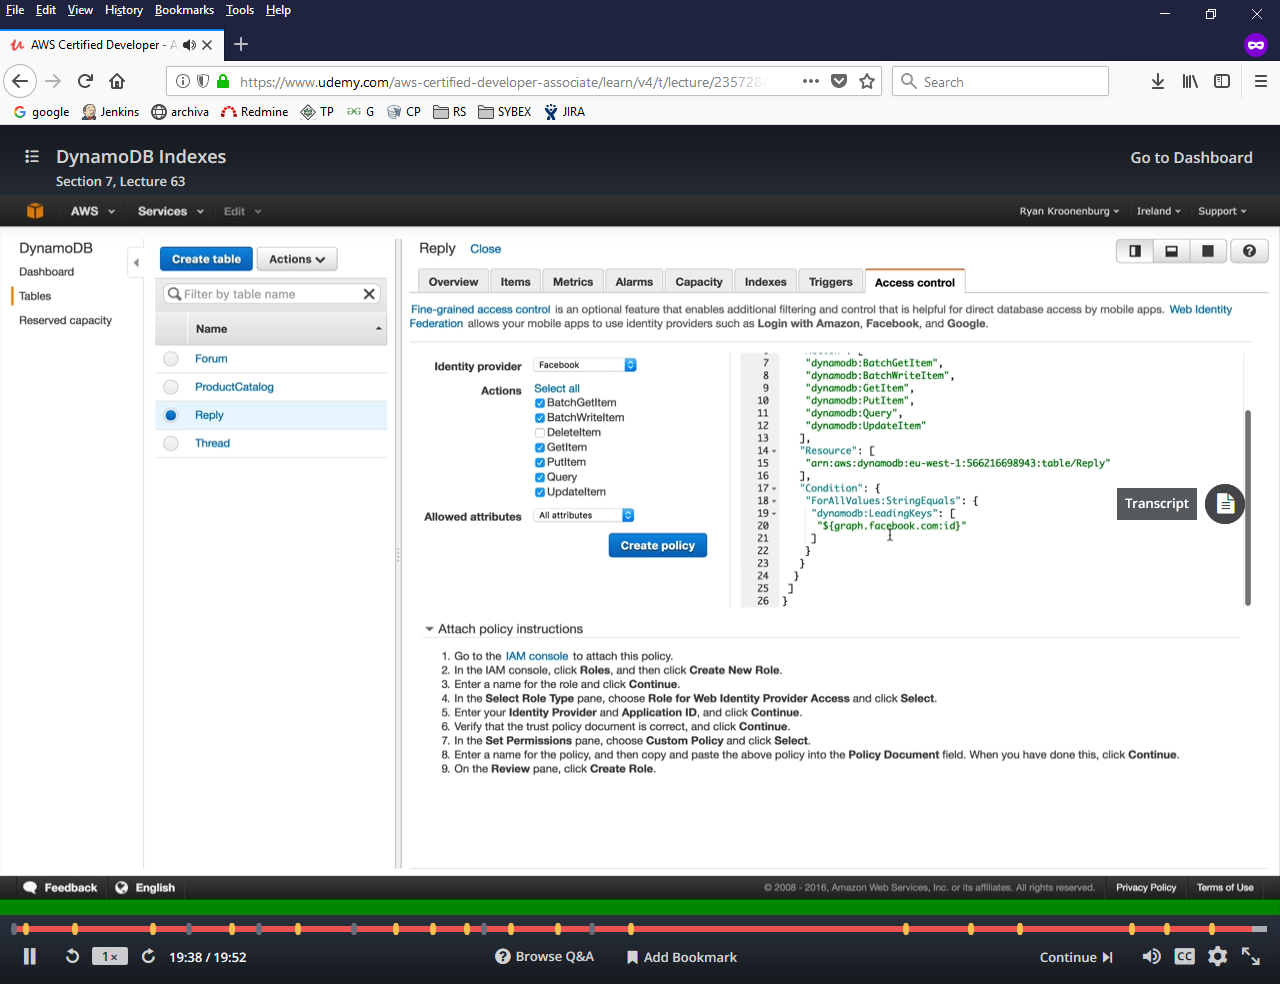 File Edit View History Bookmarks Tools Help
AWS Certified Developer - A
https://www.udemy.com/aws-certified-developer-associate/learn/v4/t/lecture/235728
Search
google Jenkins archiva Redmine TP G CP RS SYBEX JIRA
DynamoDB Indexes
Section 7, Lecture 63
Go to Dashboard
AWS Services Edit Ryan Kroonenburg Ireland Support
DynamoDB
Dashboard
Tables
Reserved capacity
Create table Actions
Filter by table name
Name
Forum
ProductCatalog
Reply
Thread
Reply Close
Overview Items Metrics Alarms Capacity Indexes Triggers Access control
Fine-grained access control is an optional feature that enables additional filtering and control that is helpful for direct database access by mobile apps. Web Identity
Federation allows your mobile apps to use identity providers such as Login with Amazon, Facebook, and Google.
Identity provider Facebook
Actions Select all
BatchGetItem
BatchWriteItem
DeleteItem
GetItem
PutItem
Query
UpdateItem
Allowed attributes All attributes
Create policy
7 "dynamodb:BatchGetItem",
8 "dynamodb:BatchWriteItem",
9 "dynamodb:GetItem",
10 "dynamodb:PutItem",
11 "dynamodb:Query",
12 "dynamodb:UpdateItem"
13 ],
14 "Resource": [
15 "arn:aws:dynamodb:eu-west-1:566216698943:table/Reply"
16 ],
17 "Condition": {
18 "ForAllValues:StringEquals": {
19 "dynamodb:LeadingKeys": [
20 "${graph.facebook.com:id}"
21 ]
22 }
23 }
24 }
25 ]
26 }
Transcript
Attach policy instructions
1. Go to the IAM console to attach this policy.
2. In the IAM console, click Roles, and then click Create New Role.
3. Enter a name for the role and click Continue.
4. In the Select Role Type pane, choose Role for Web Identity Provider Access and click Select.
5. Enter your Identity Provider and Application ID, and click Continue.
6. Verify that the trust policy document is correct, and click Continue.
7. In the Set Permissions pane, choose Custom Policy and click Select.
8. Enter a name for the policy, and then copy and paste the above policy into the Policy Document field. When you have done this, click Continue.
9. On the Review pane, click Create Role.
Feedback English © 2008 - 2016, Amazon Web Services, Inc. or its affiliates. All rights reserved. Privacy Policy Terms of Use
1x 19:38 / 19:52 Browse Q&A Add Bookmark Continue CC